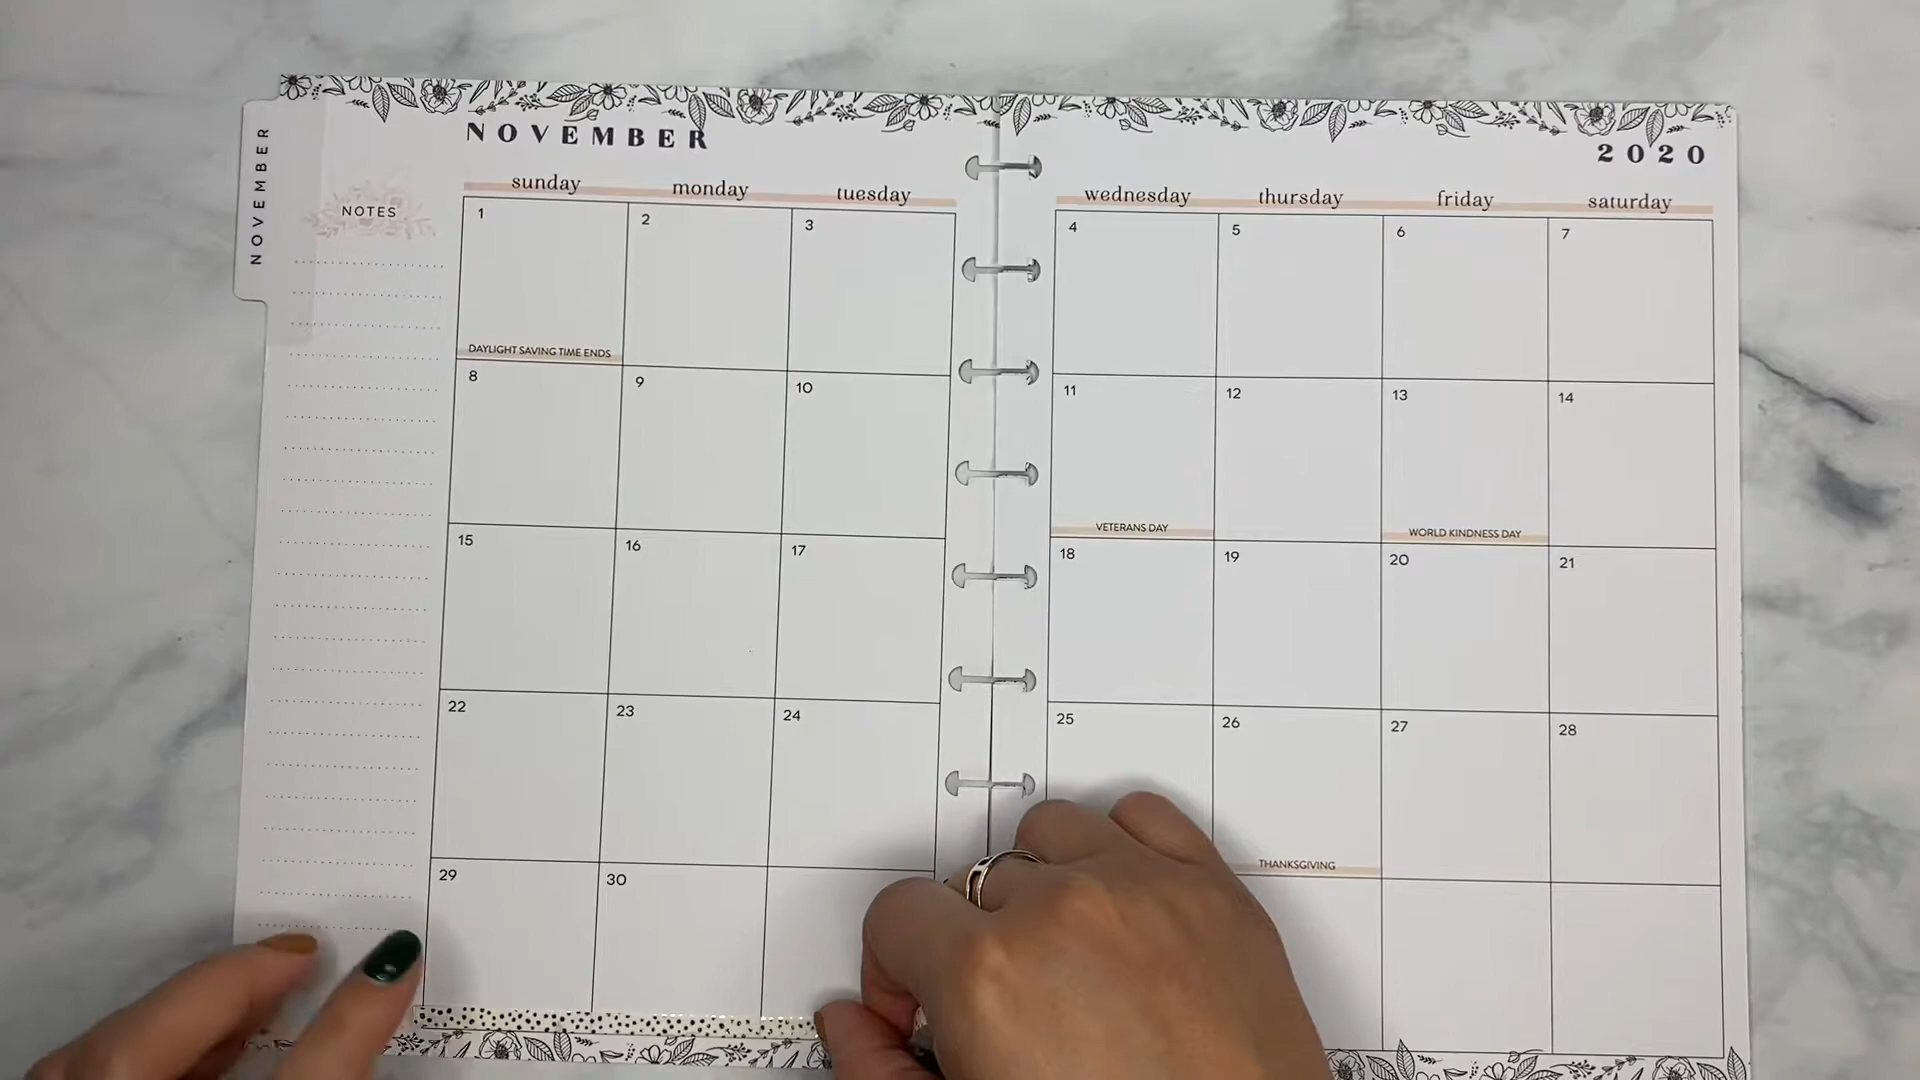 NOVEMBER
2020
NOVEMBER
NOTES
sunday monday tuesday wednesday thursday friday saturday
1 2 3 4 5 6 7
DAYLIGHT SAVING TIME ENDS
8 9 10 11 12 13 14
VETERANS DAY WORLD KINDNESS DAY
15 16 17 18 19 20 21
22 23 24 25 26 27 28
THANKSGIVING
29 30